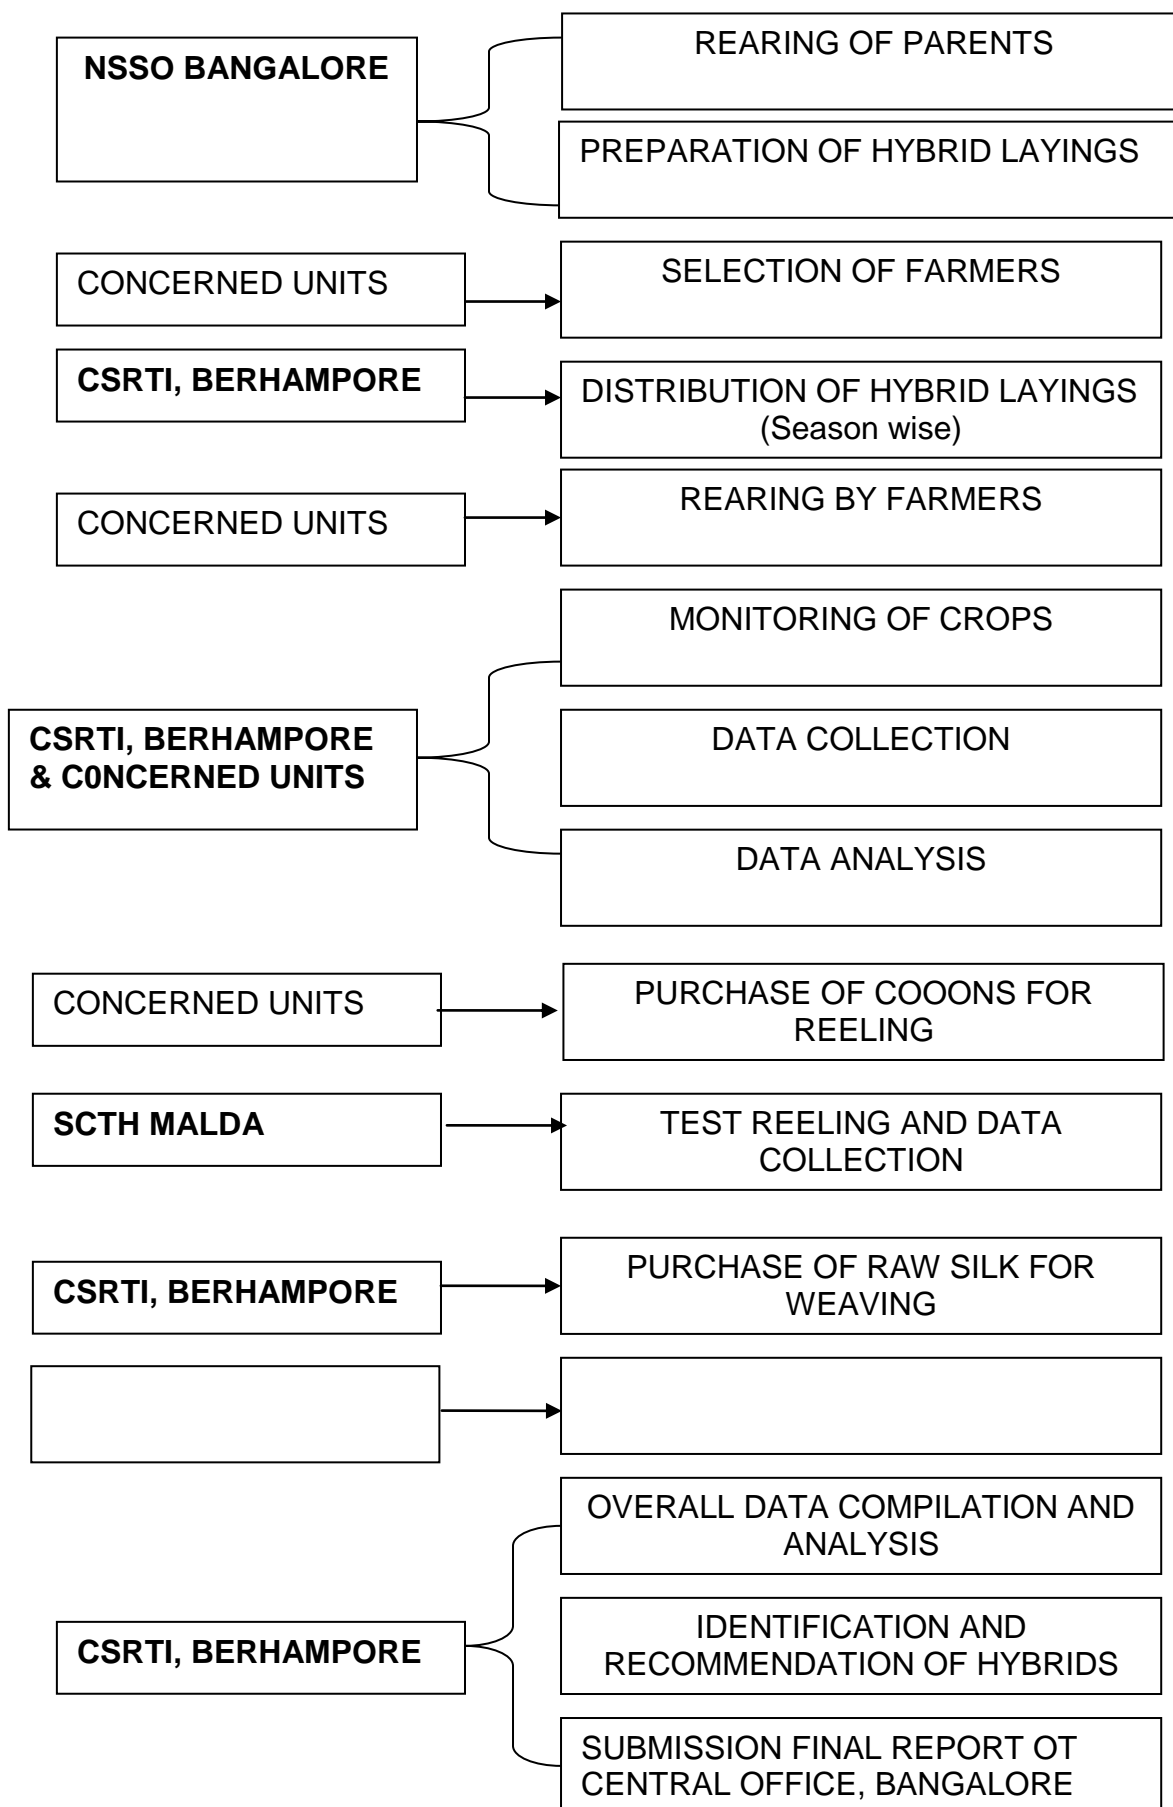 NSSO BANGALORE
REARING OF PARENTS
PREPARATION OF HYBRID LAYINGS
CONCERNED UNITS
SELECTION OF FARMERS
CSRTI, BERHAMPORE
DISTRIBUTION OF HYBRID LAYINGS
(Season wise)
CONCERNED UNITS
REARING BY FARMERS
CSRTI, BERHAMPORE
& C0NCERNED UNITS
MONITORING OF CROPS
DATA COLLECTION
DATA ANALYSIS
CONCERNED UNITS
PURCHASE OF COOONS FOR
REELING
SCTH MALDA
TEST REELING AND DATA
COLLECTION
CSRTI, BERHAMPORE
PURCHASE OF RAW SILK FOR
WEAVING
CSRTI, BERHAMPORE
OVERALL DATA COMPILATION AND
ANALYSIS
IDENTIFICATION AND
RECOMMENDATION OF HYBRIDS
SUBMISSION FINAL REPORT OT
CENTRAL OFFICE, BANGALORE